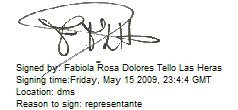 Signed by: Fabiola Rosa Dolores Tello Las Heras
Signing time:Friday, May 15 2009, 23:4:4 GMT
Location: dms
Reason to sign: representante